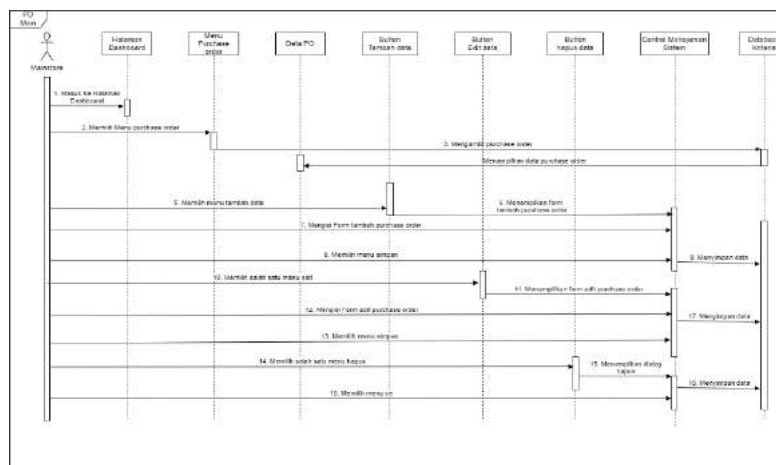 PO
Main
Mainstore
Halaman
Dashboard
Menu
Purchase
order
Data PO
Button
Tambah data
Button
Edit data
Button
hapus data
Control Manajemen
Sistem
Database
Kriteria
1. Masuk Ke Halaman
Dashboard
2. Memilih Menu purchase order
3. Mengambil purchase order
Menampilkan data purchase order
5. Memilih menu tambah data
6. Menampilkan form
tambah purchase order
7. Mengisi Form tambah purchase order
8. Memilih menu simpan
9. Menyimpan data
10. Memilih salah satu menu edit
11. Menampilkan form edit purchase order
12. Mengisi Form edit purchase order
17. Menyimpan data
13. Memilih menu simpan
14. Memilih salah satu menu hapus
15. Menampilkan dialog
hapus
Menyimpan data
Memilih menu ya